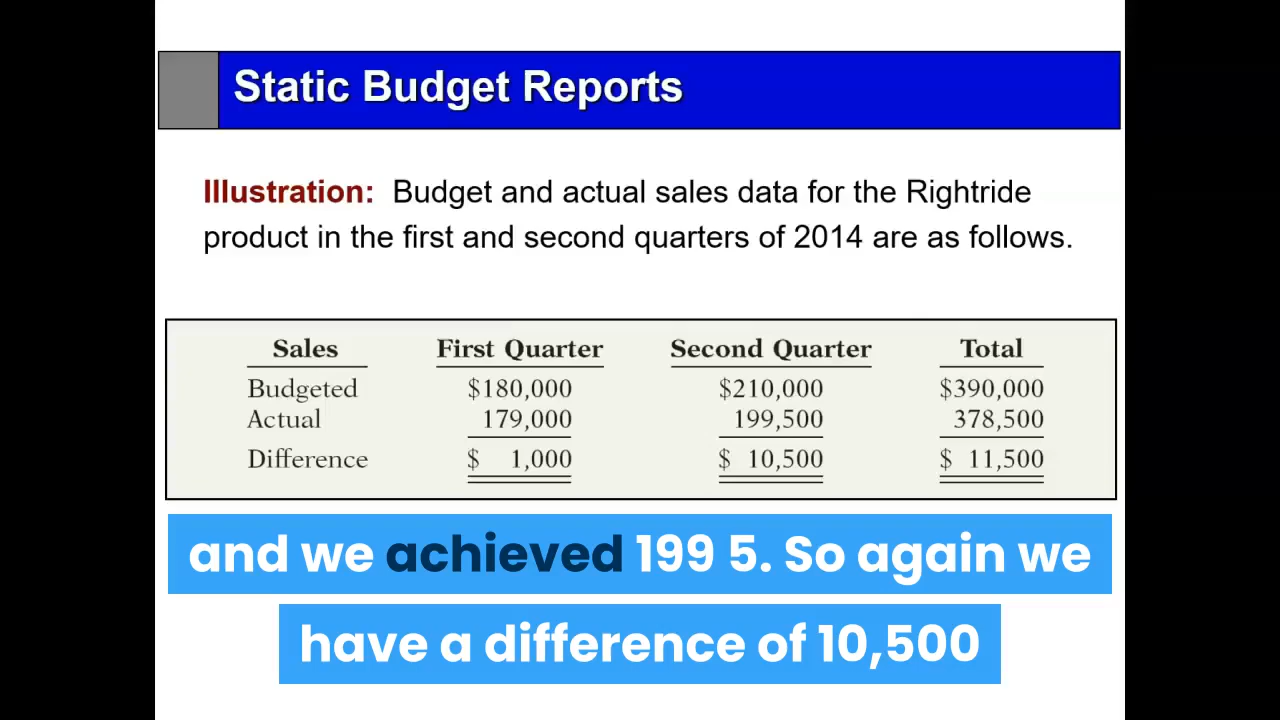 Static Budget Reports
Illustration: Budget and actual sales data for the Rightride
product in the first and second quarters of 2014 are as follows.
Sales First Quarter Second Quarter Total
Budgeted $180,000 $210,000 $390,000
Actual 179,000 199,500 378,500
Difference $ 1,000 $ 10,500 $ 11,500
and we achieved 199 5. So again we
have a difference of 10,500